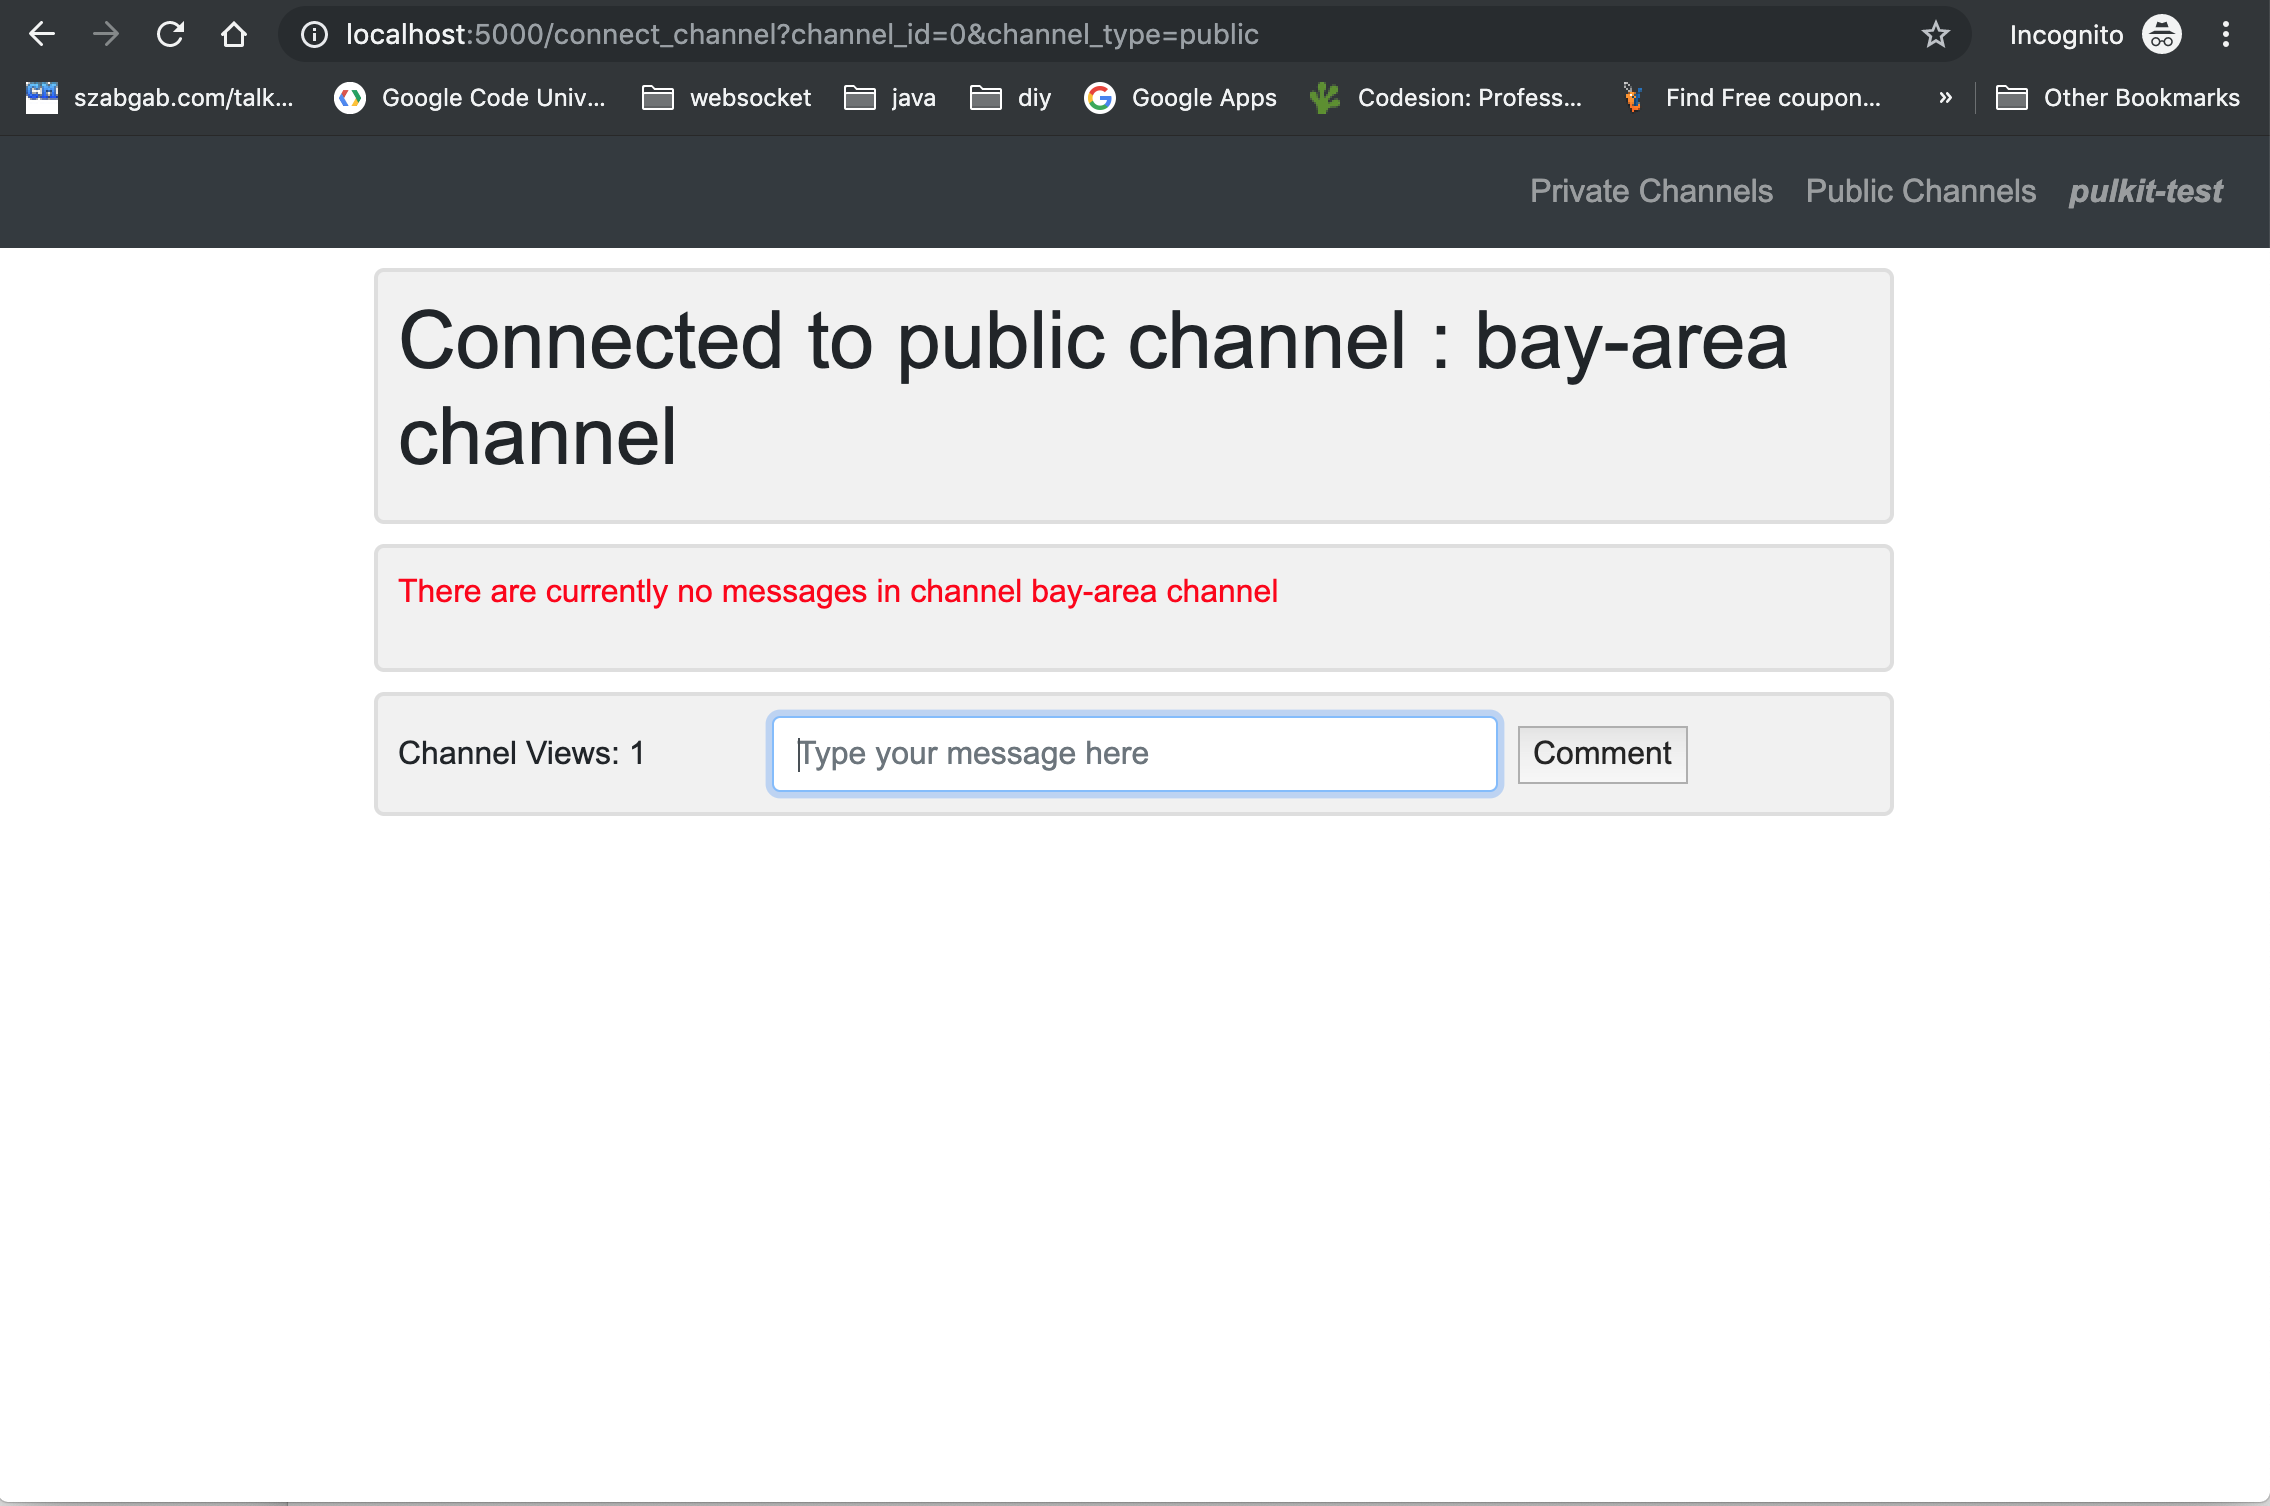 localhost:5000/connect_channel?channel_id=0&channel_type=public Incognito
szabgab.com/talk... Google Code Univ... websocket java diy Google Apps Codesion: Profess... Find Free coupon... » Other Bookmarks
Private Channels Public Channels pulkit-test
Connected to public channel : bay-area
channel
There are currently no messages in channel bay-area channel
Channel Views: 1 Type your message here Comment